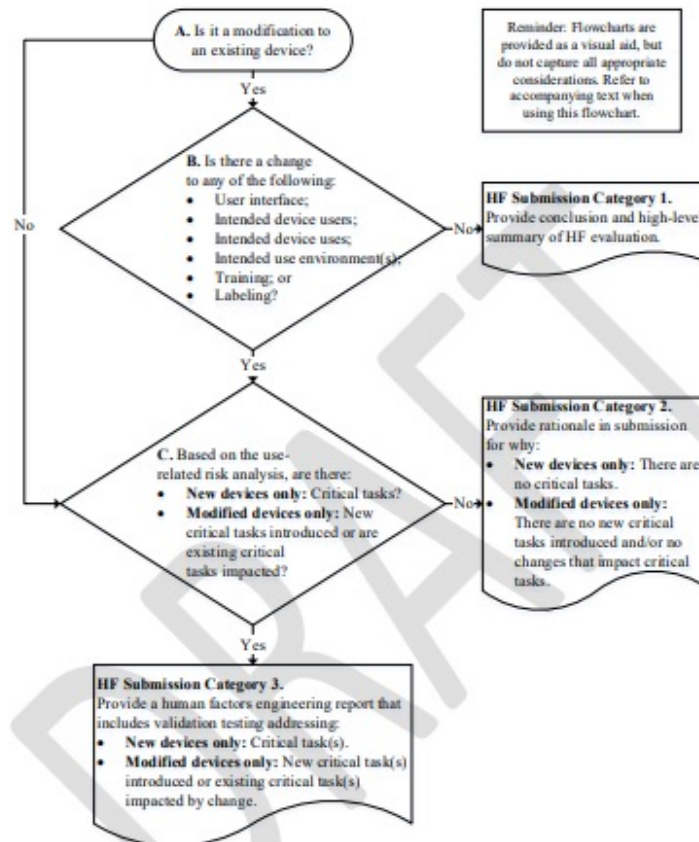 A. Is it a modification to
an existing device?
Reminder: Flowcharts are
provided as a visual aid, but
do not capture all appropriate
considerations. Refer to
accompanying text when
using this flowchart.
Yes
No
B. Is there a change
to any of the following:
• User interface;
• Intended device users;
• Intended device uses;
• Intended use environment(s);
• Training; or
• Labeling?
No
HF Submission Category 1.
Provide conclusion and high-leve
summary of HF evaluation.
Yes
C. Based on the use-
related risk analysis, are there:
• New devices only: Critical tasks?
• Modified devices only: New
critical tasks introduced or are
existing critical
tasks impacted?
No
HF Submission Category 2.
Provide rationale in submission
for why:
• New devices only: There are
no critical tasks.
• Modified devices only:
There are no new critical
tasks introduced and/or no
changes that impact critical
tasks.
Yes
HF Submission Category 3.
Provide a human factors engineering report that
includes validation testing addressing:
• New devices only: Critical task(s).
• Modified devices only: New critical task(s)
introduced or existing critical task(s)
impacted by change.
DRAFT